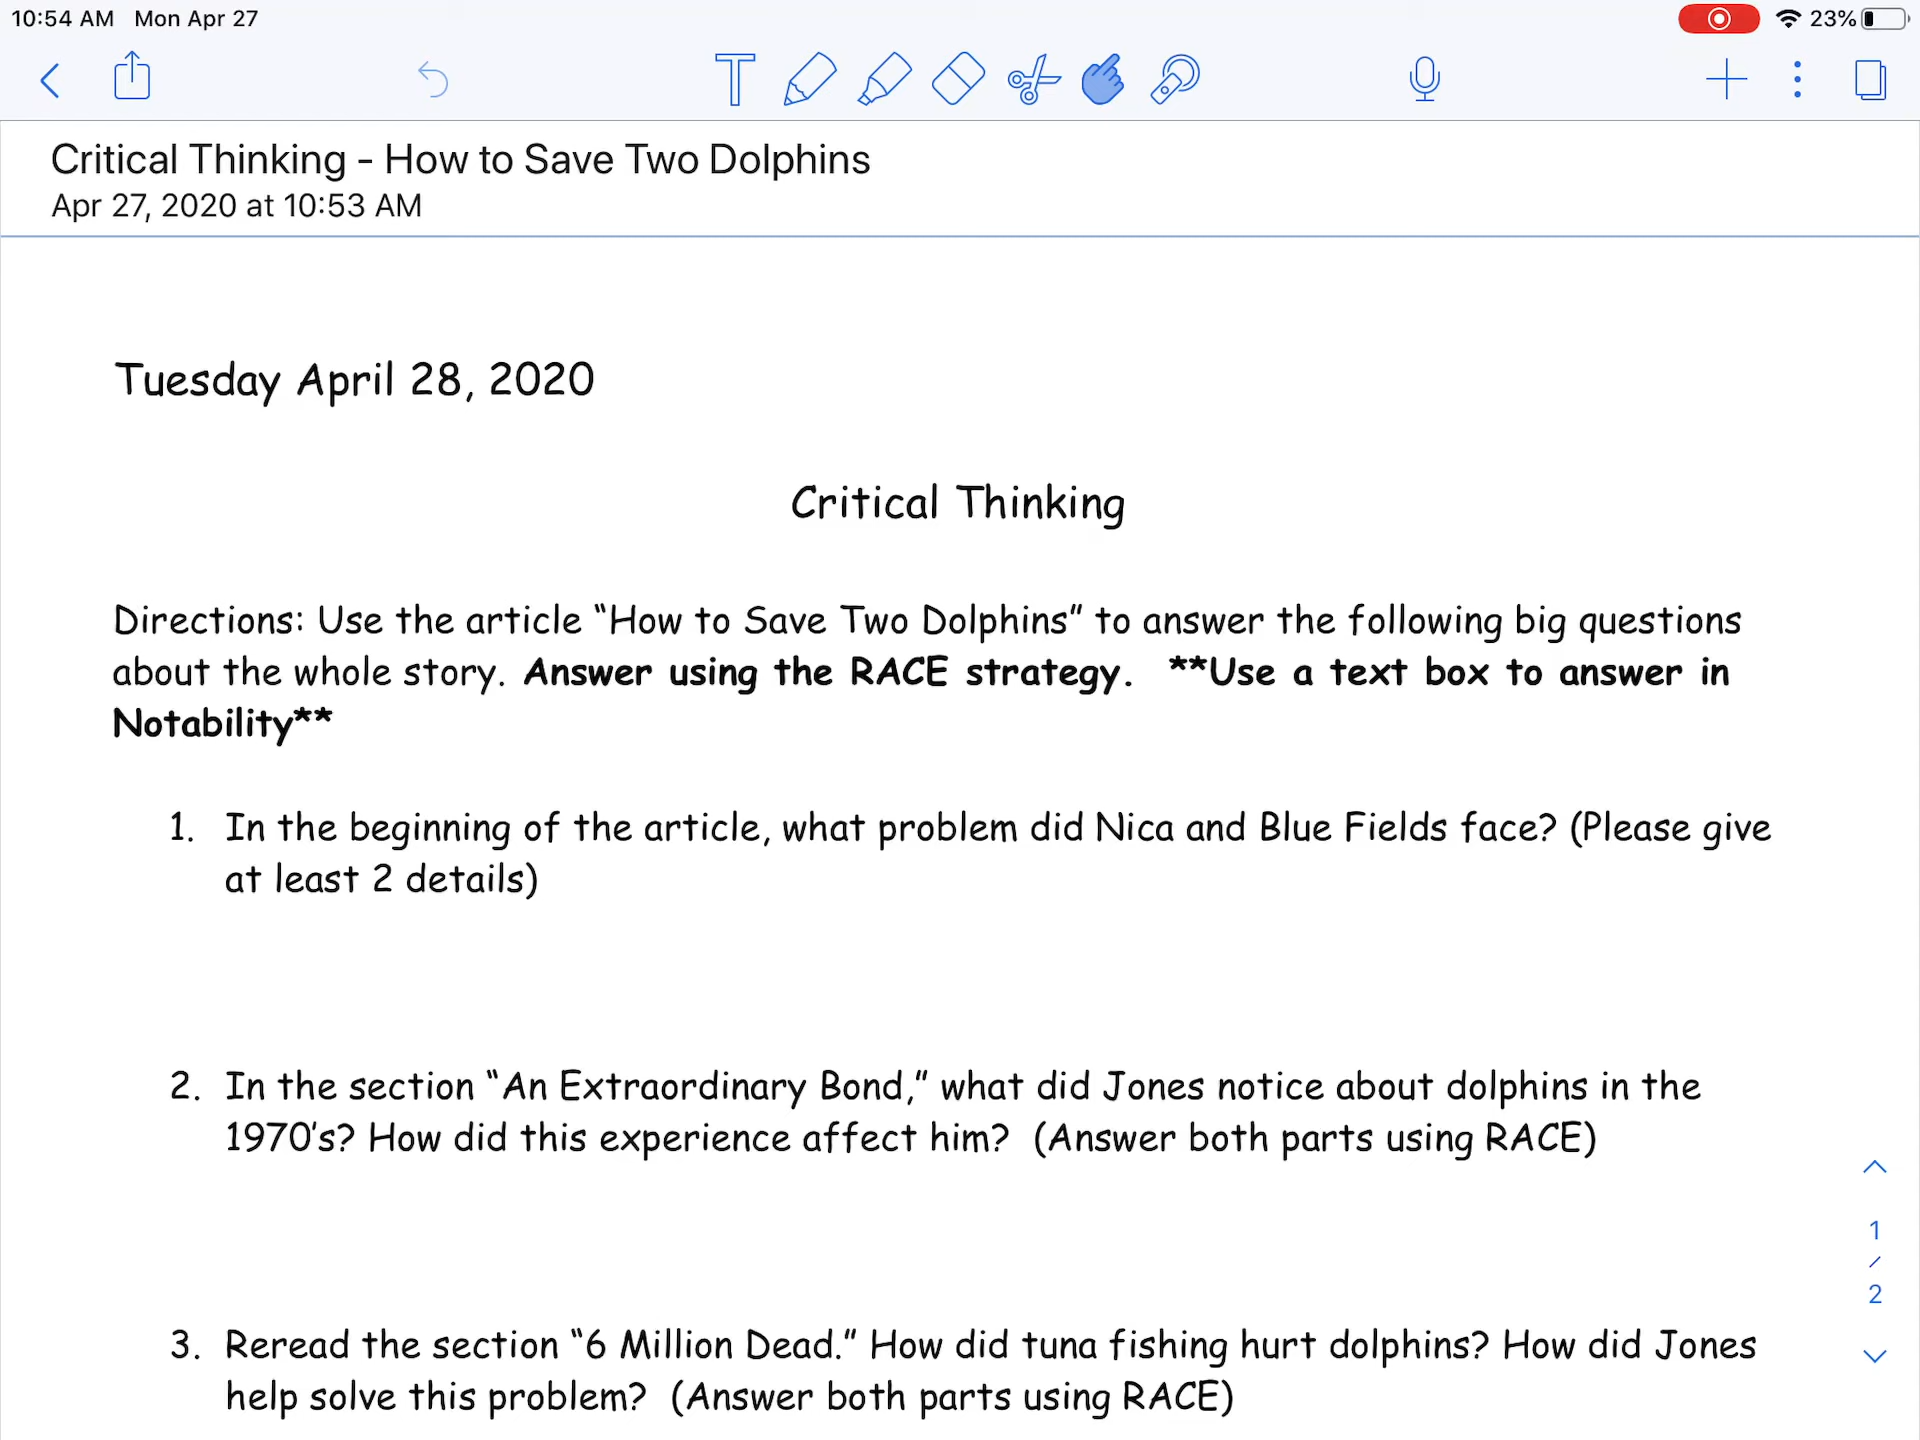 10:54 AM Mon Apr 27
23%
Critical Thinking - How to Save Two Dolphins
Apr 27, 2020 at 10:53 AM
Tuesday April 28, 2020
Critical Thinking
Directions: Use the article “How to Save Two Dolphins” to answer the following big questions
about the whole story. Answer using the RACE strategy. **Use a text box to answer in
Notability**
1. In the beginning of the article, what problem did Nica and Blue Fields face? (Please give
at least 2 details)
2. In the section “An Extraordinary Bond,” what did Jones notice about dolphins in the
1970’s? How did this experience affect him? (Answer both parts using RACE)
3. Reread the section “6 Million Dead.” How did tuna fishing hurt dolphins? How did Jones
help solve this problem? (Answer both parts using RACE)
1
/
2